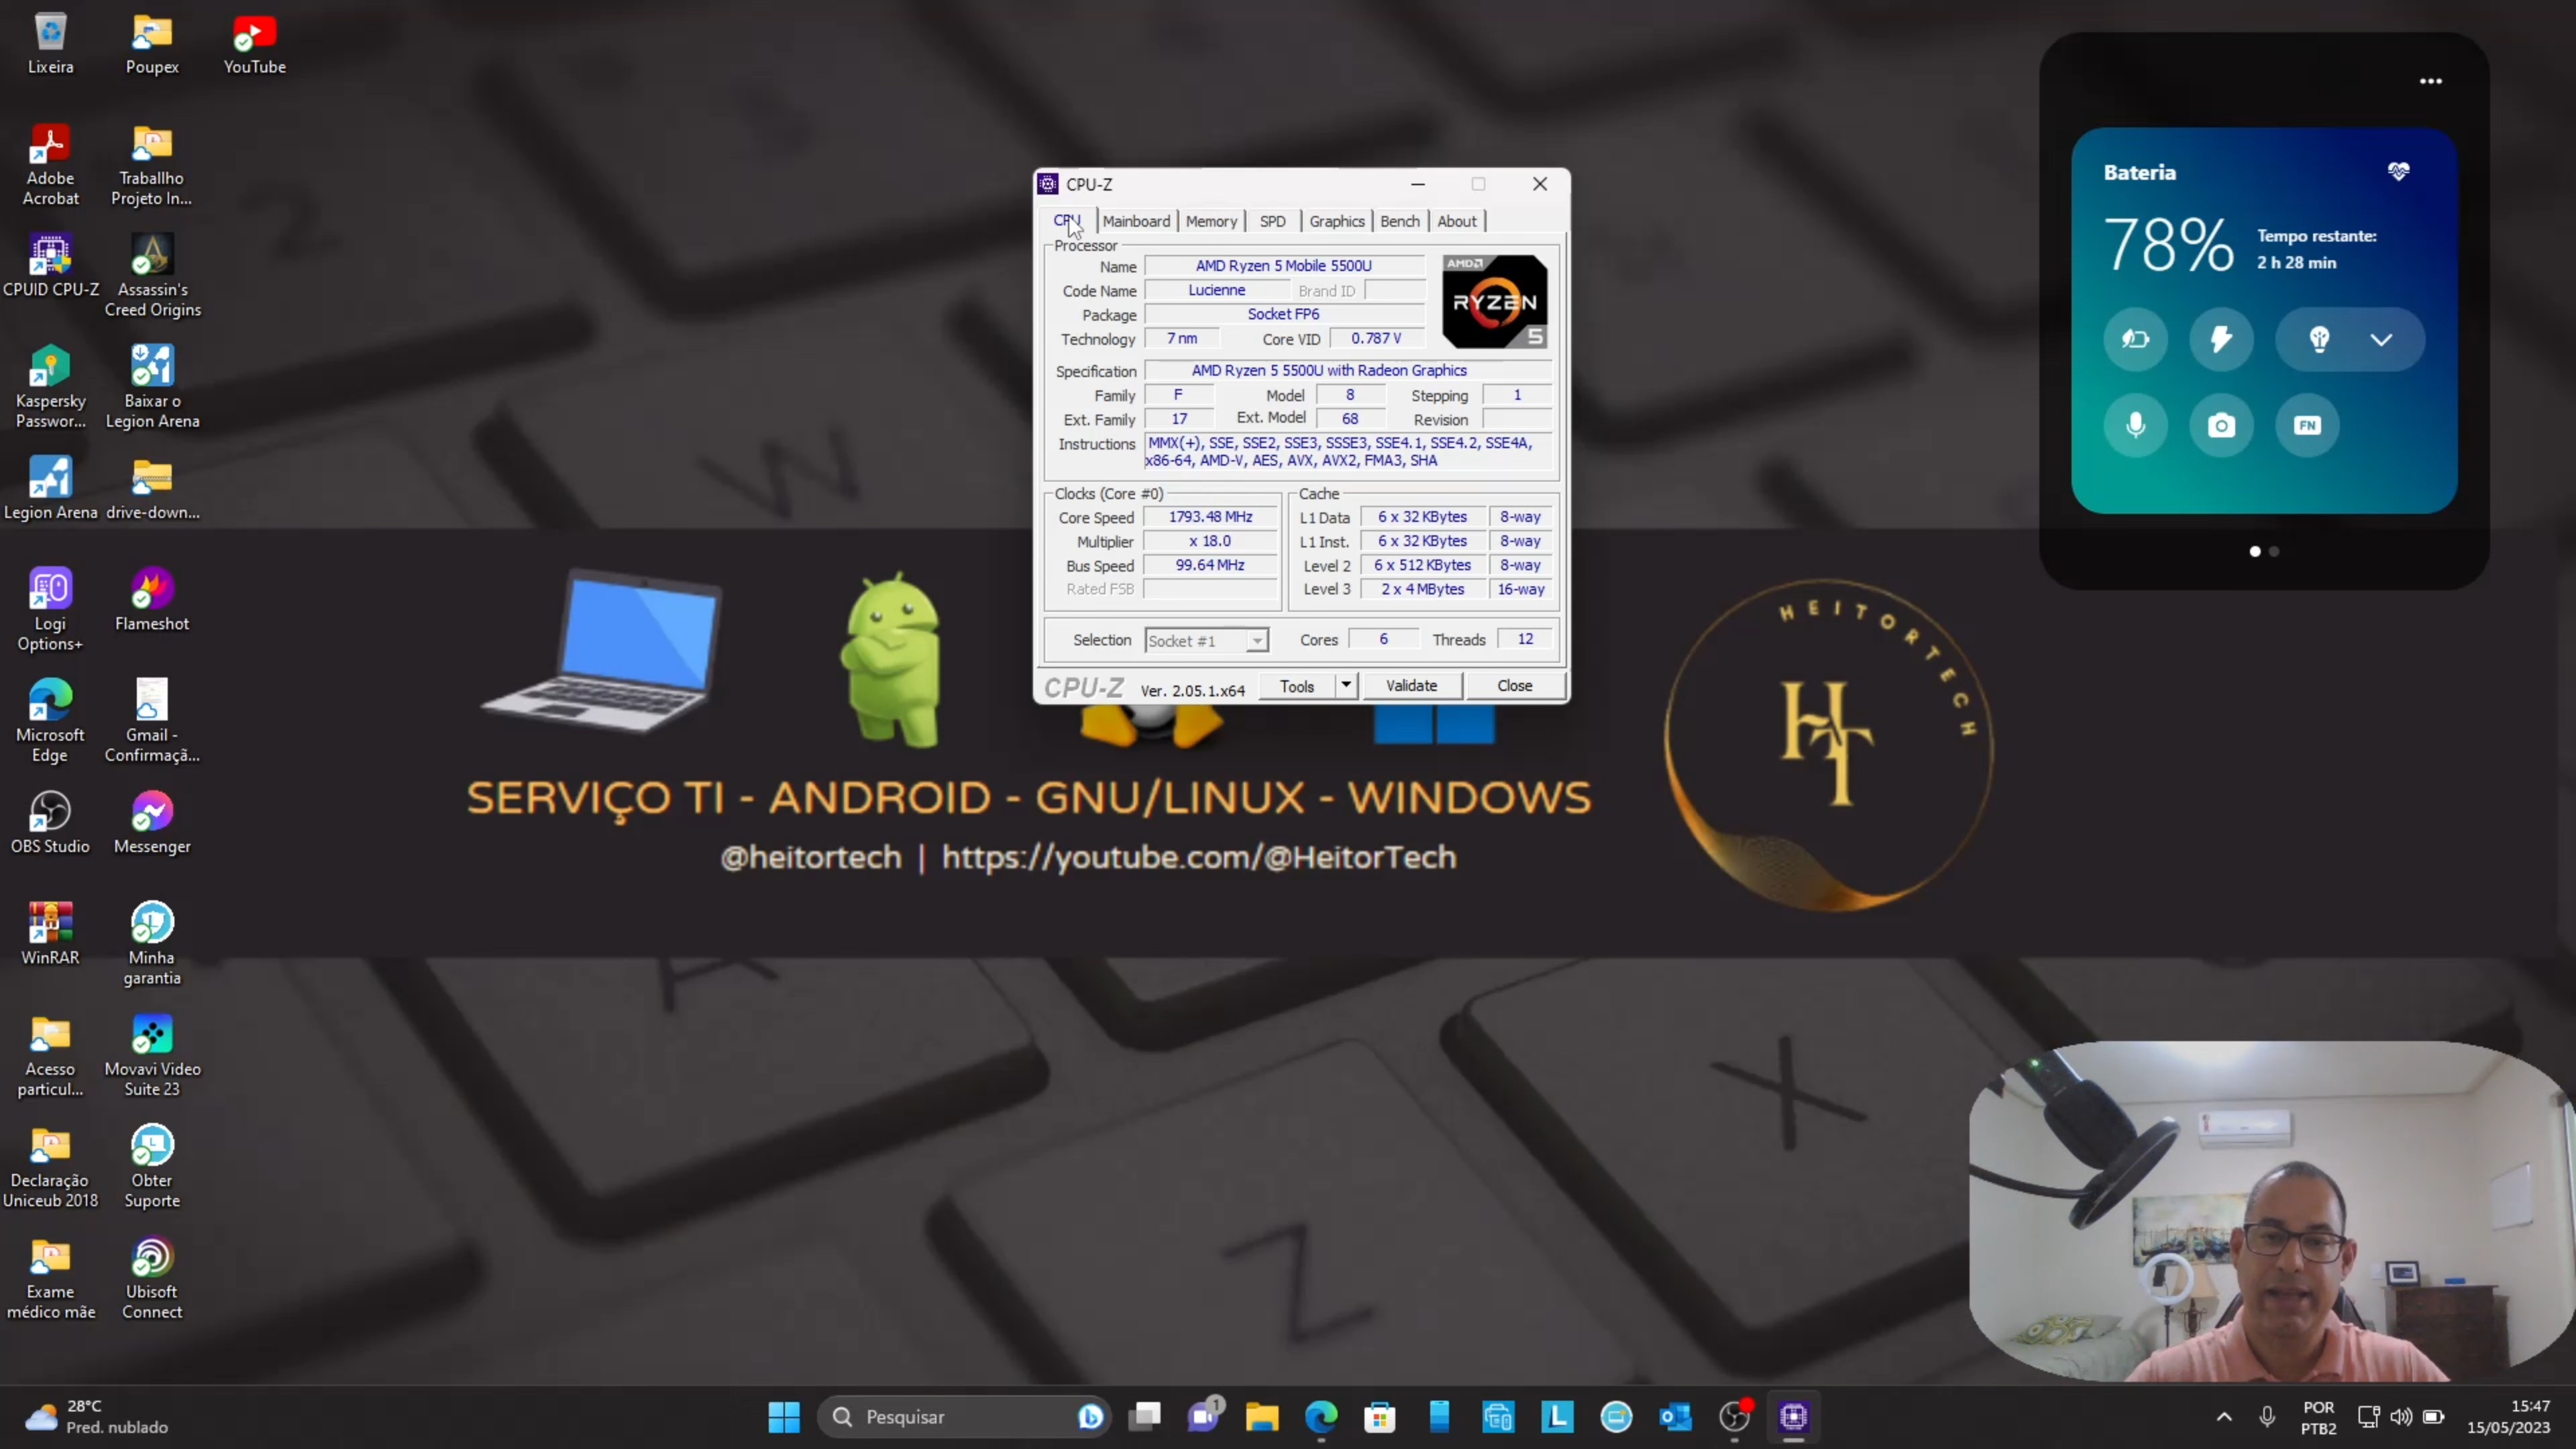 Lixeira
Poupex
YouTube
Adobe
Acrobat
Traballho
Projeto In...
CPUID CPU-Z
Assassin's
Creed Origins
Kaspersky
Passwor...
Baixar o
Legion Arena
Legion Arena
drive-down...
Logi
Options+
Flameshot
Microsoft
Edge
Gmail -
Confirmaçã...
OBS Studio
Messenger
WinRAR
Minha
garantia
Acesso
particul...
Movavi Video
Suite 23
Declaração
Uniceub 2018
Obter
Suporte
Exame
médico mãe
Ubisoft
Connect
CPU-Z
CPU Mainboard Memory SPD Graphics Bench About
Processor
Name AMD Ryzen 5 Mobile 5500U
Code Name Lucienne Brand ID
Package Socket FP6
Technology 7 nm Core VID 0.787 V
AMD
RYZEN
5
Specification AMD Ryzen 5 5500U with Radeon Graphics
Family F Model 8 Stepping 1
Ext. Family 17 Ext. Model 68 Revision
Instructions MMX(+), SSE, SSE2, SSE3, SSSE3, SSE4.1, SSE4.2, SSE4A,
x86-64, AMD-V, AES, AVX, AVX2, FMA3, SHA
Clocks (Core #0)
Core Speed 1793.48 MHz
Multiplier x 18.0
Bus Speed 99.64 MHz
Rated FSB
Cache
L1 Data 6 x 32 KBytes 8-way
L1 Inst. 6 x 32 KBytes 8-way
Level 2 6 x 512 KBytes 8-way
Level 3 2 x 4 MBytes 16-way
Selection Socket #1 Cores 6 Threads 12
CPU-Z Ver. 2.05.1.x64 Tools Validate Close
Bateria
78%
Tempo restante:
2 h 28 min
FN
2
W
A
Z
X
HEITORTECH
HT
SERVIÇO TI - ANDROID - GNU/LINUX - WINDOWS
@heitortech | https://youtube.com/@HeitorTech
28°C
Pred. nublado
Pesquisar
1
L
POR
PTB2
15:47
15/05/2023